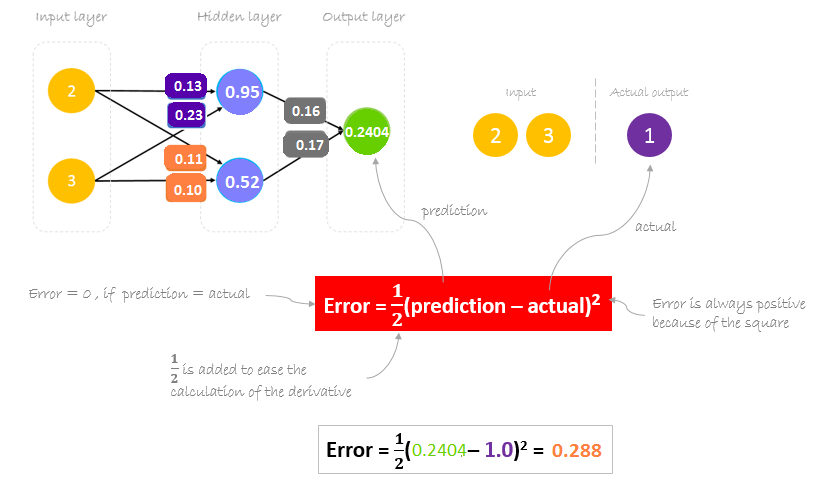 Input layer
Hidden layer
Output layer
2
3
0.13
0.23
0.11
0.10
0.95
0.52
0.16
0.17
0.2404
Input
Actual output
2 3
1
prediction
actual
Error = 0 , if prediction = actual
Error = 1/2(prediction – actual)²
Error is always positive
because of the square
1/2 is added to ease the
calculation of the derivative
Error = 1/2(0.2404– 1.0)² = 0.288